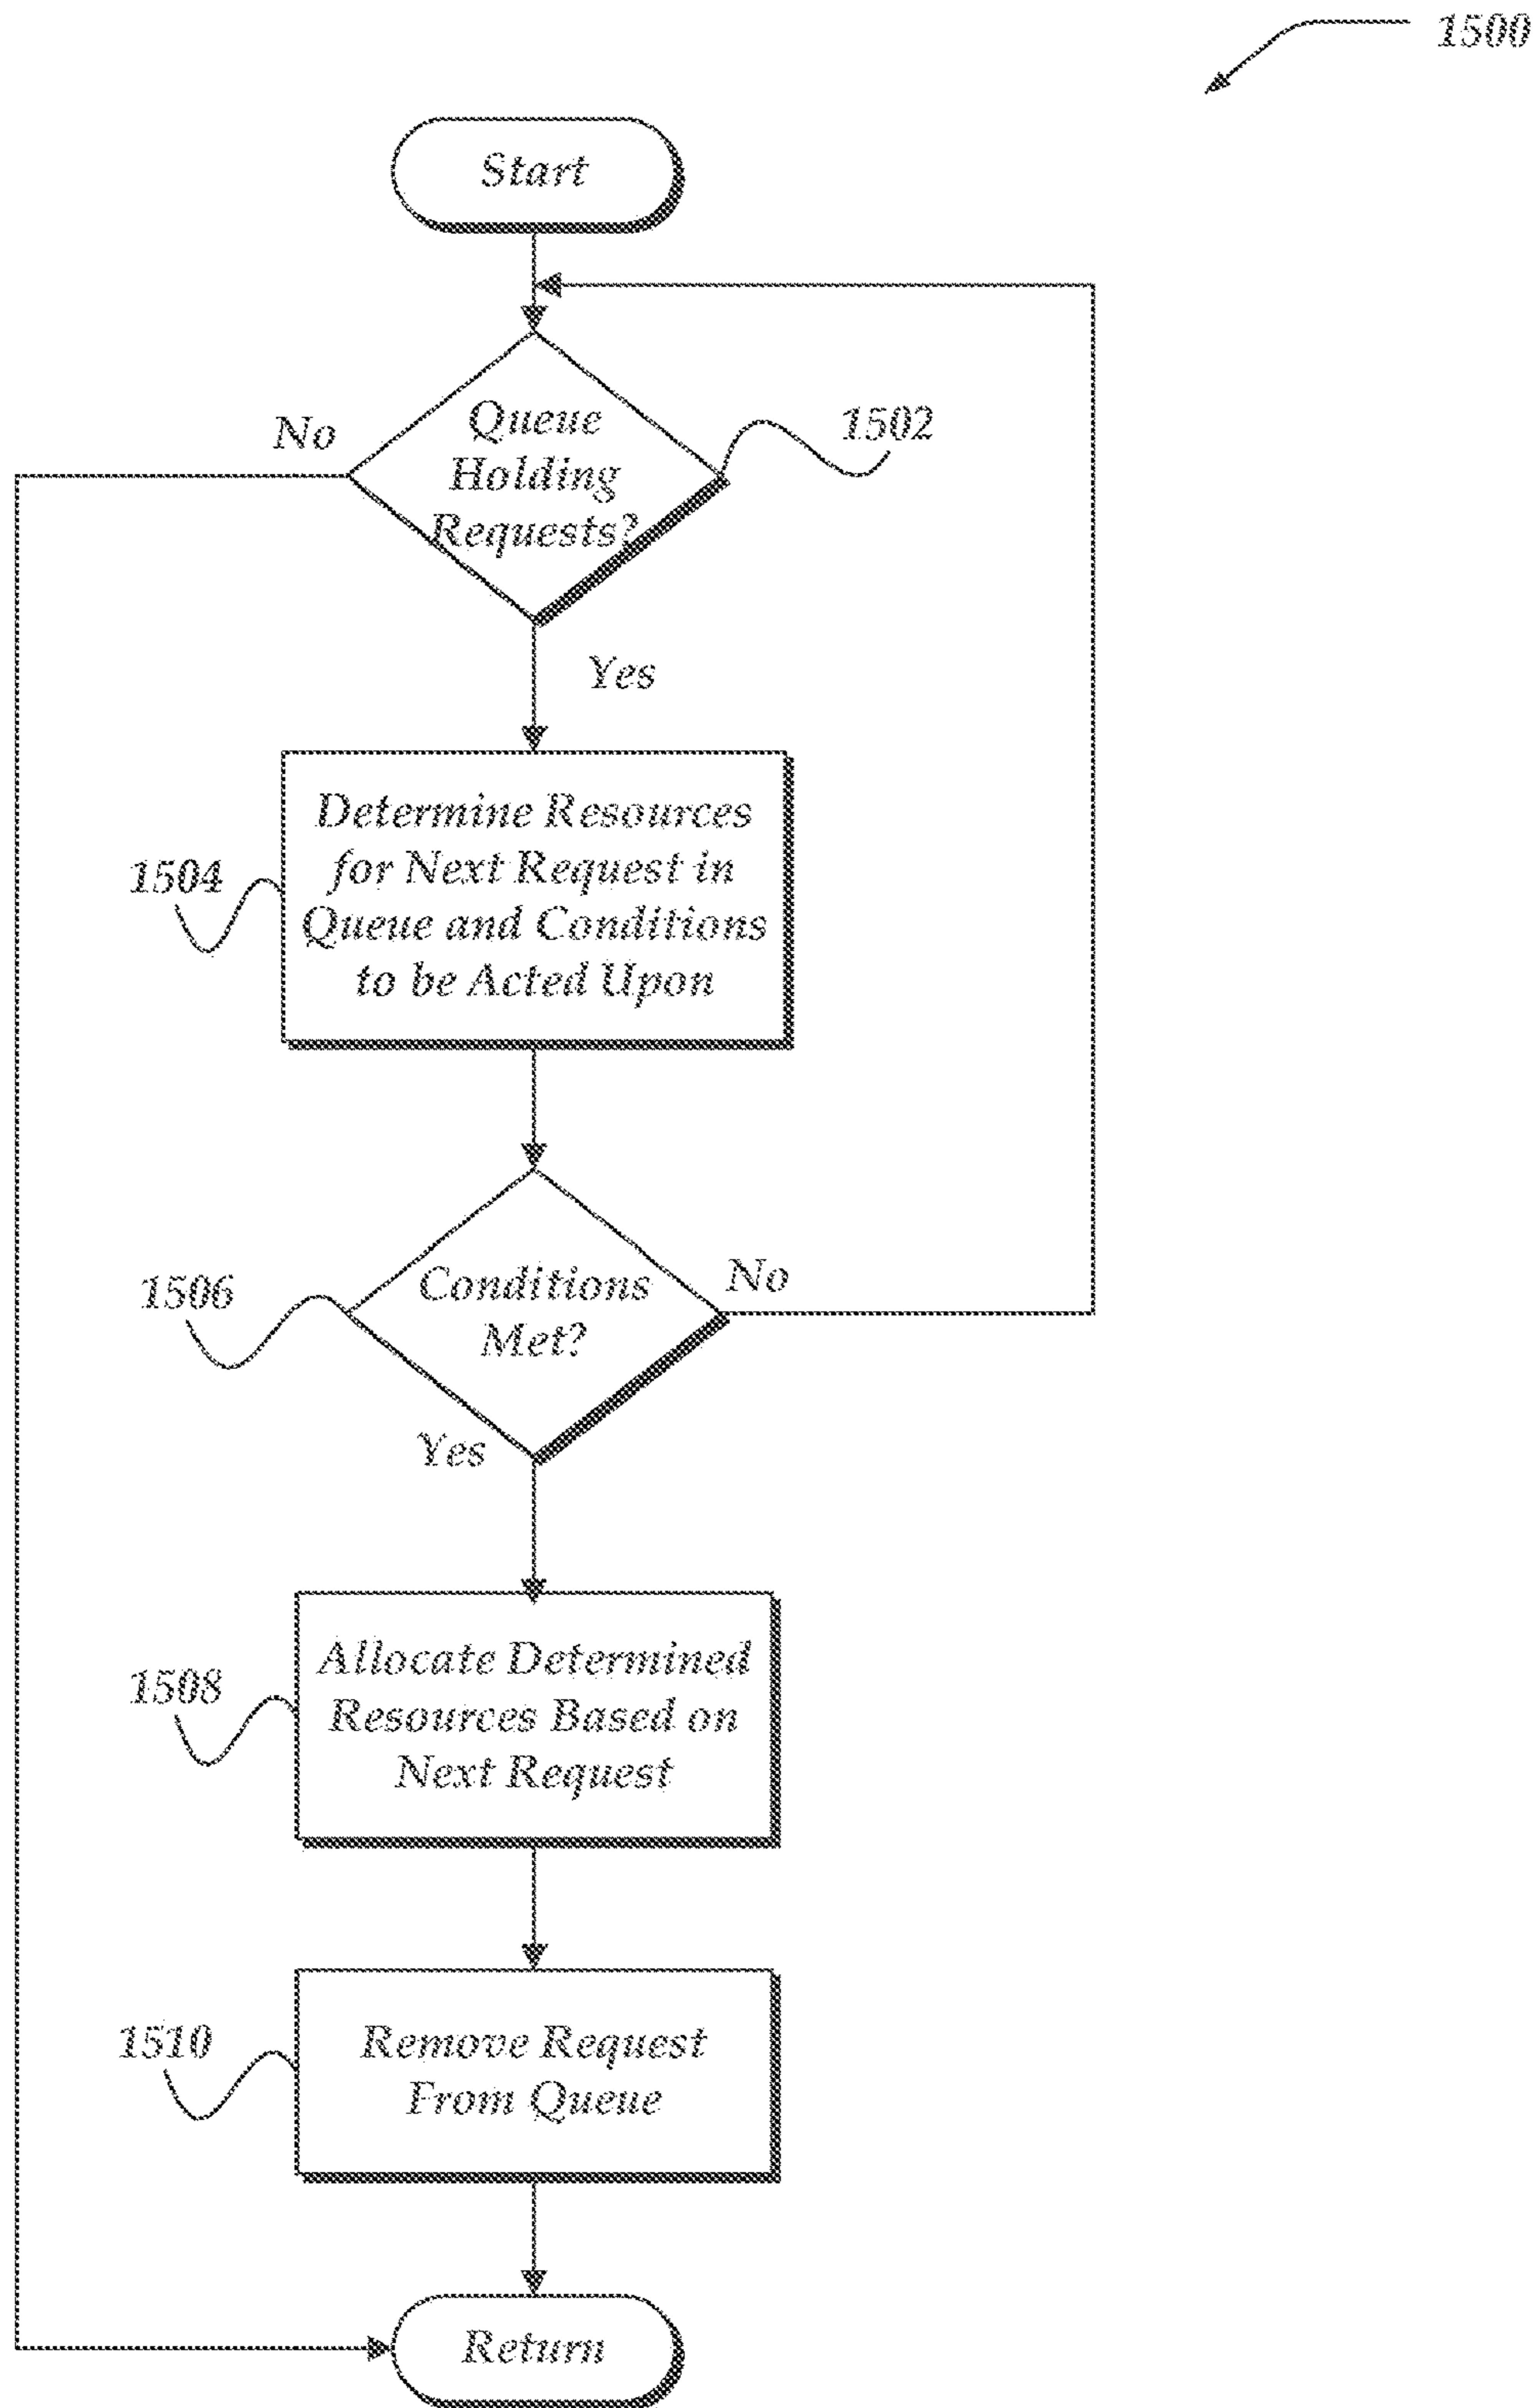 1500
Start
No
Queue
Holding
Requests?
1502
Yes
Determine Resources
for Next Request in
Queue and Conditions
to be Acted Upon
1504
Conditions
Met?
1506
No
Yes
Allocate Determined
Resources Based on
Next Request
1508
Remove Request
From Queue
1510
Return